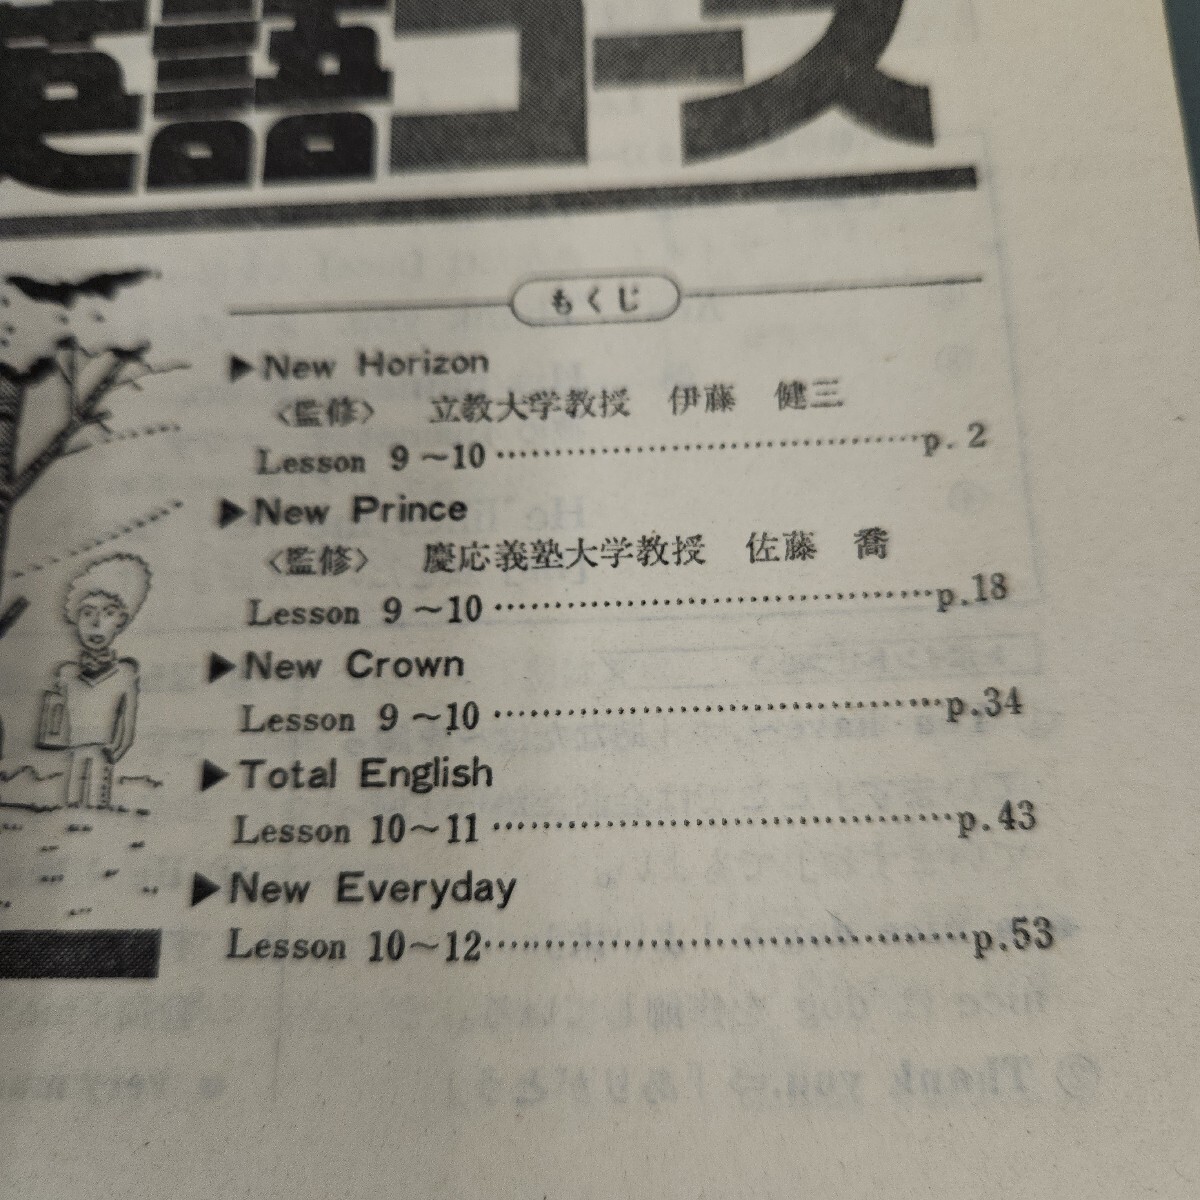 英語コース
もくじ
▶New Horizon
〈監修〉 立教大学教授 伊藤 健三
Lesson 9～10……………………………p. 2
▶New Prince
〈監修〉 慶応義塾大学教授 佐藤 喬
Lesson 9～10……………………………p.18
▶New Crown
Lesson 9～10……………………………p.34
▶Total English
Lesson 10～11……………………………p.43
▶New Everyday
Lesson 10～12……………………………p.53